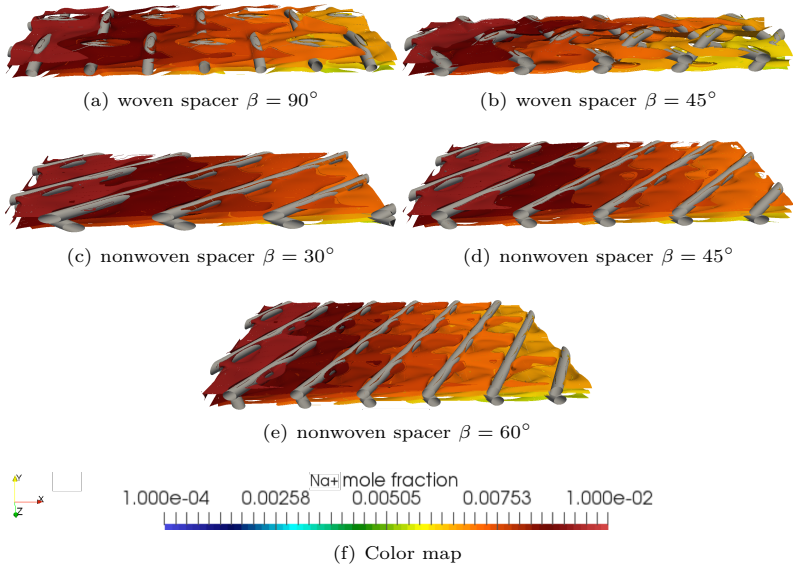 (a) woven spacer β = 90°
(b) woven spacer β = 45°
(c) nonwoven spacer β = 30°
(d) nonwoven spacer β = 45°
(e) nonwoven spacer β = 60°
Y
X
Z
Na+ mole fraction
1.000e-04 0.00258 0.00505 0.00753 1.000e-02
(f) Color map